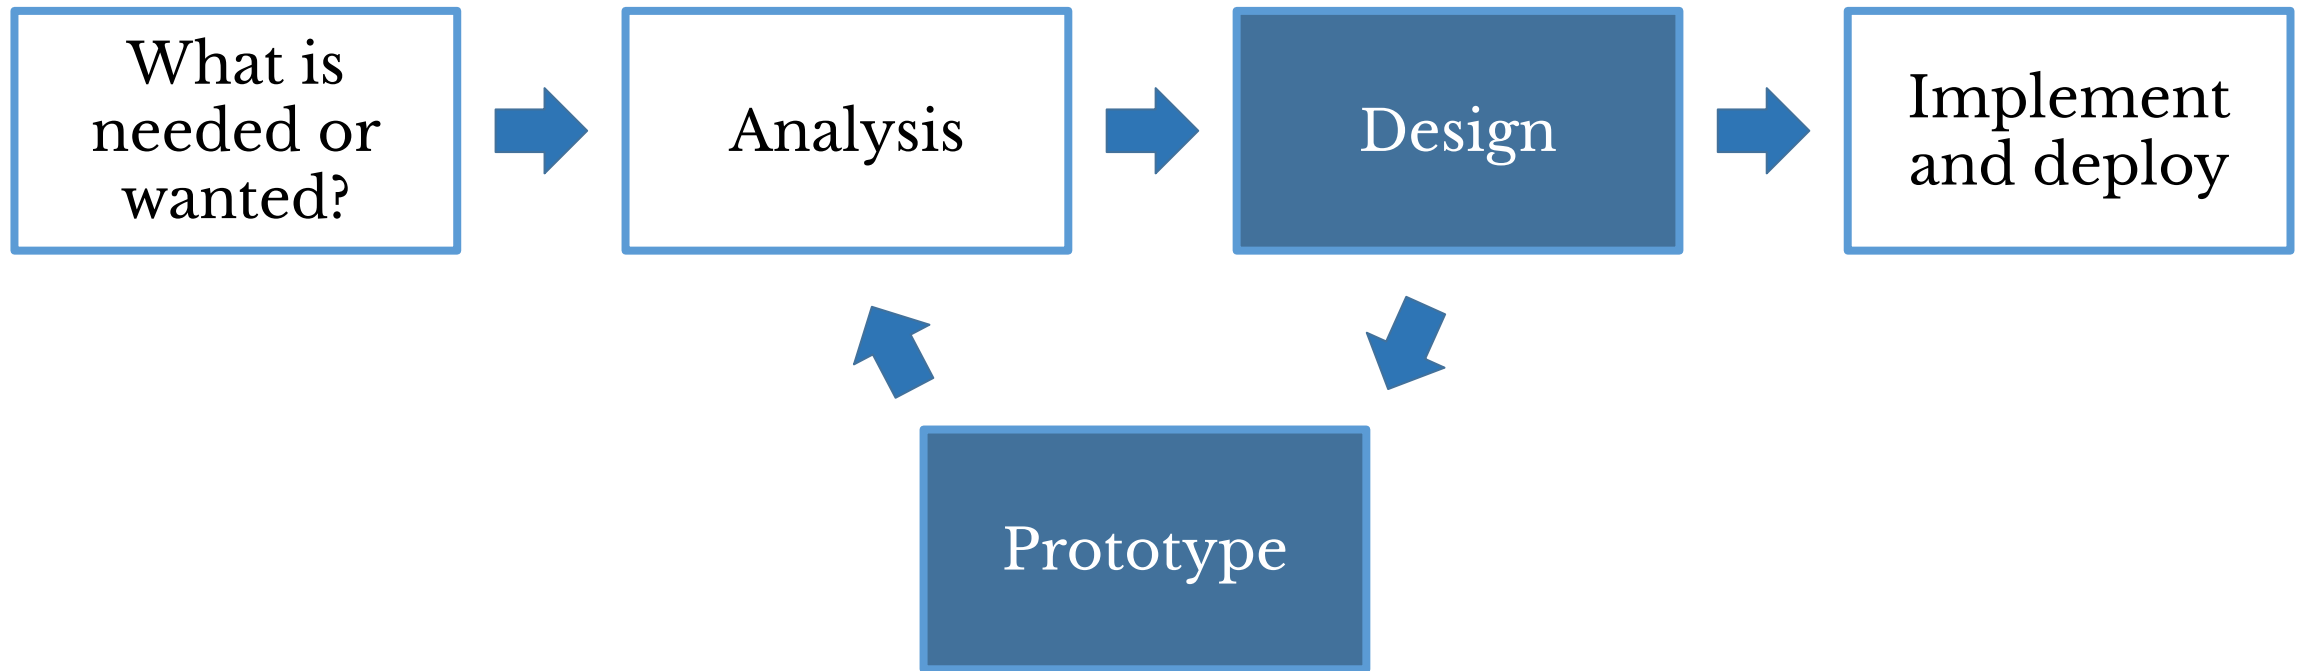 What is
needed or
wanted?
Analysis
Design
Implement
and deploy
Prototype